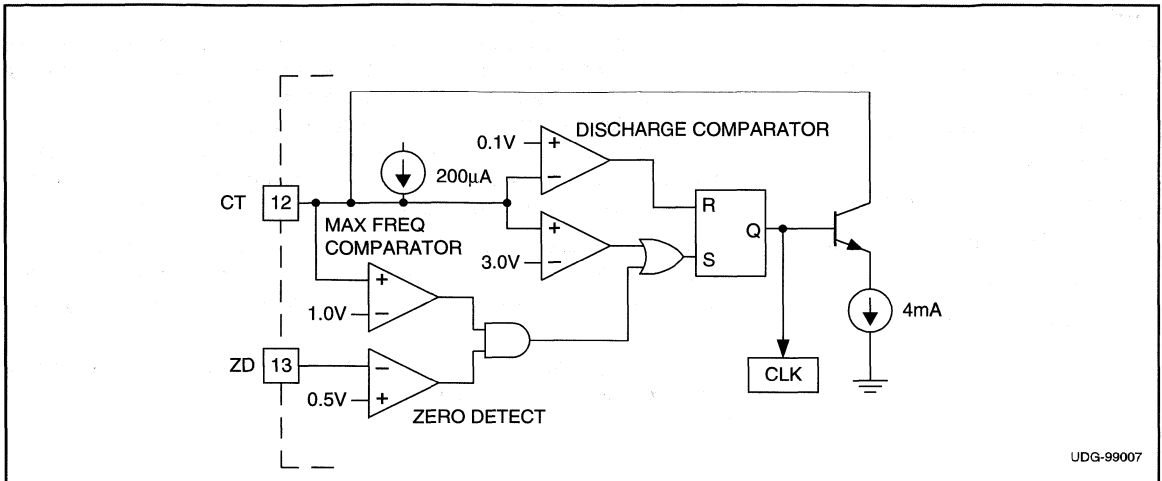 0.1V
+
−
DISCHARGE COMPARATOR
200μA
CT
12
R
Q
S
MAX FREQ
COMPARATOR
+
3.0V
−
+
1.0V
−
4mA
ZD
13
−
0.5V
+
ZERO DETECT
CLK
UDG-99007